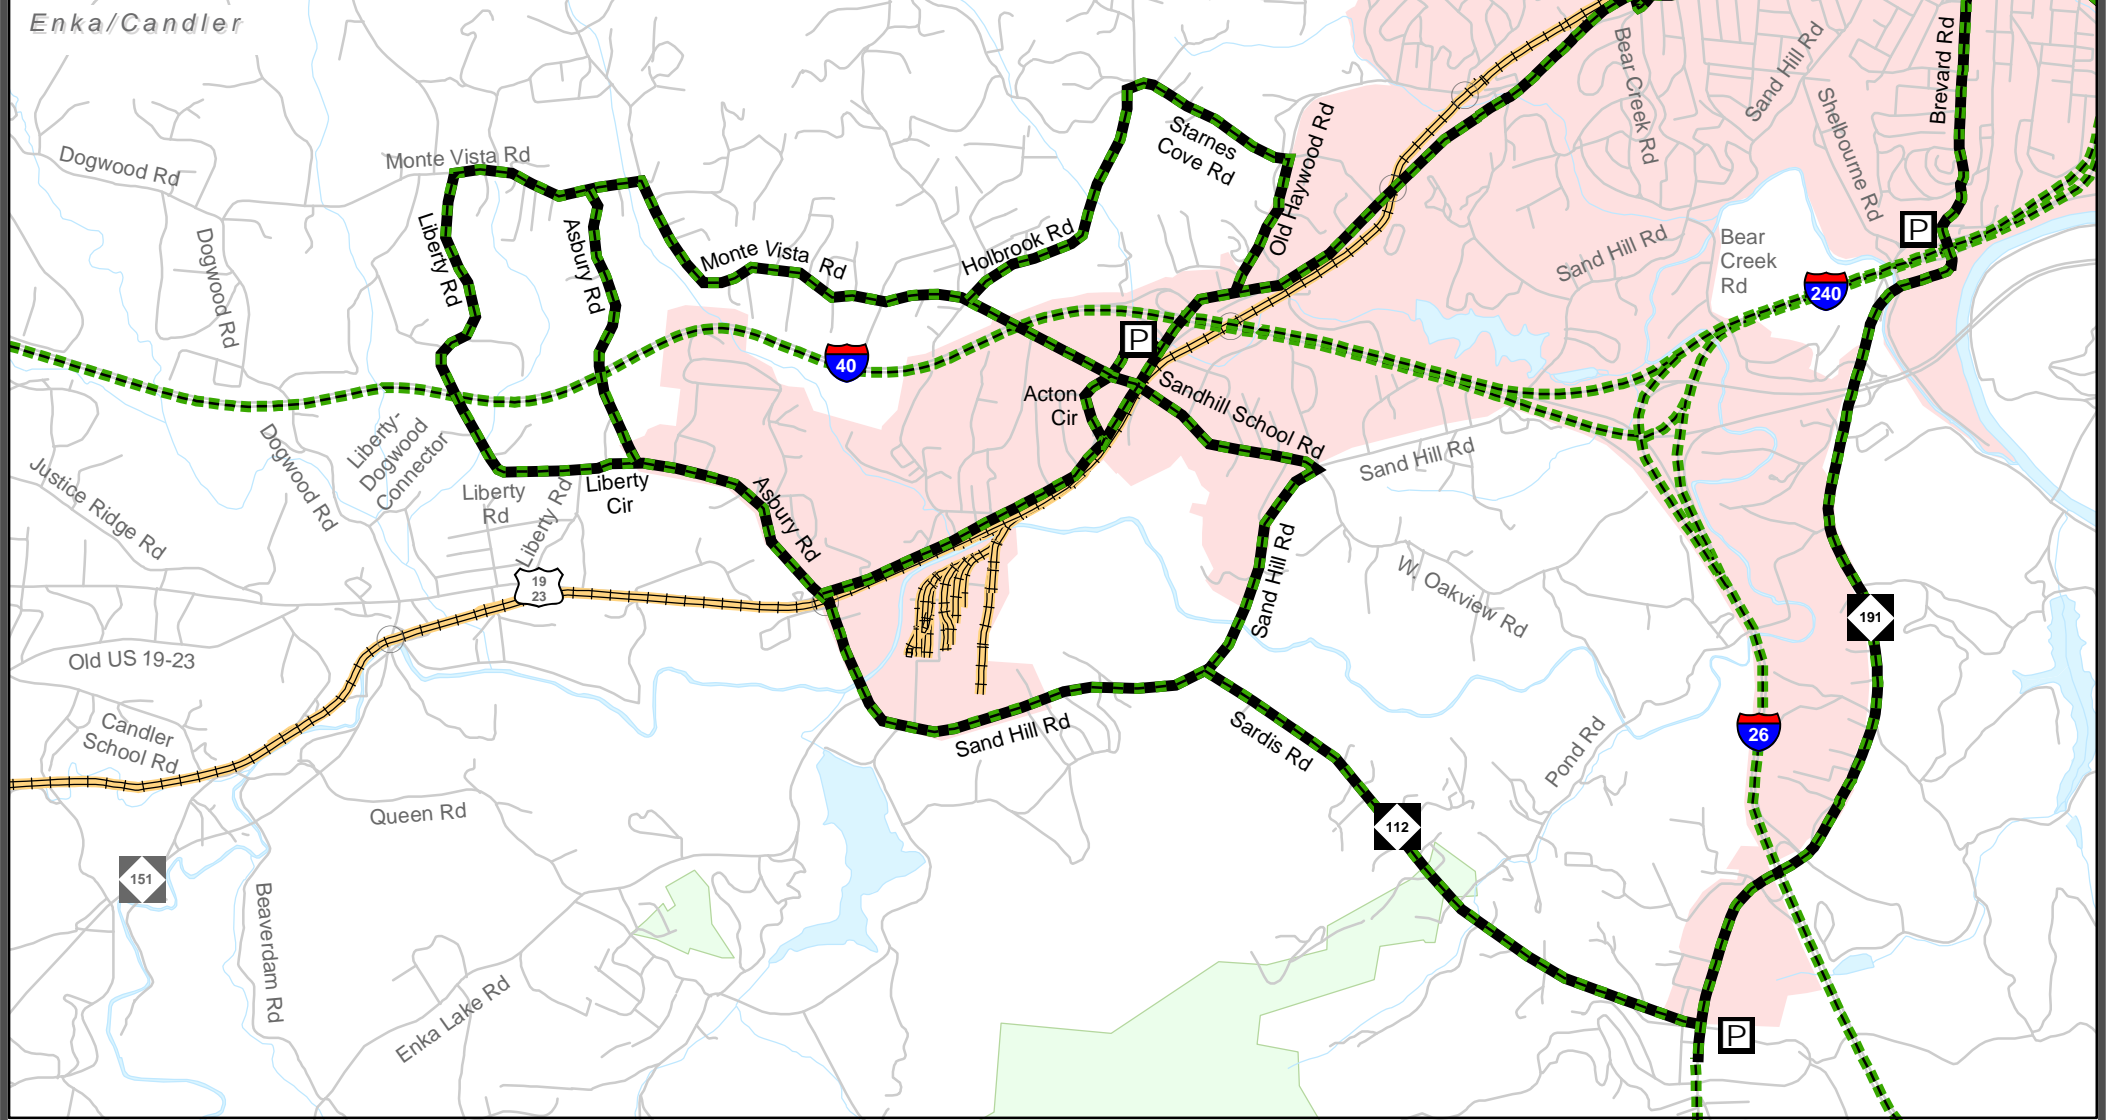 Enka/Candler
Brevard Rd
Sand Hill Rd
Bear Creek Rd
Shelbourne Rd
Starnes
Cove Rd
Old Haywood Rd
Dogwood Rd
Monte Vista Rd
Liberty Rd
Asbury Rd
Dogwood Rd
Monte Vista Rd
Holbrook Rd
P
Sand Hill Rd
Bear
Creek
Rd
240
P
40
Acton
Cir
Sandhill School Rd
Sand Hill Rd
Liberty-
Dogwood
Connector
Dogwood Rd
Justice Ridge Rd
Liberty
Rd
Liberty Rd
Liberty
Cir
Asbury Rd
Sand Hill Rd
W. Oakview Rd
19
23
191
Old US 19-23
Candler
School Rd
Sand Hill Rd
Sardis Rd
Pond Rd
26
Queen Rd
112
151
Beaverdam Rd
Enka Lake Rd
P